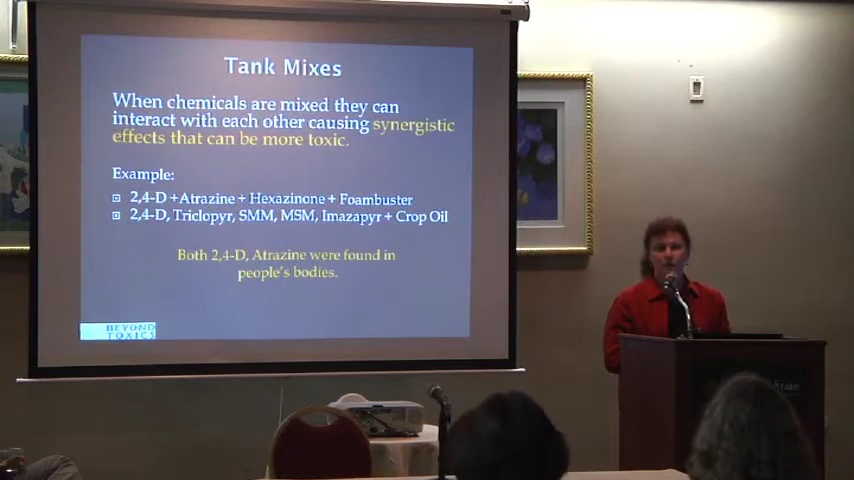 Tank Mixes
When chemicals are mixed they can
interact with each other causing synergistic
effects that can be more toxic.
Example:
2,4-D +Atrazine + Hexazinone + Foambuster
2,4-D, Triclopyr, SMM, MSM, Imazapyr + Crop Oil
Both 2,4-D, Atrazine were found in
people's bodies.
BEYOND
TOXICS
State